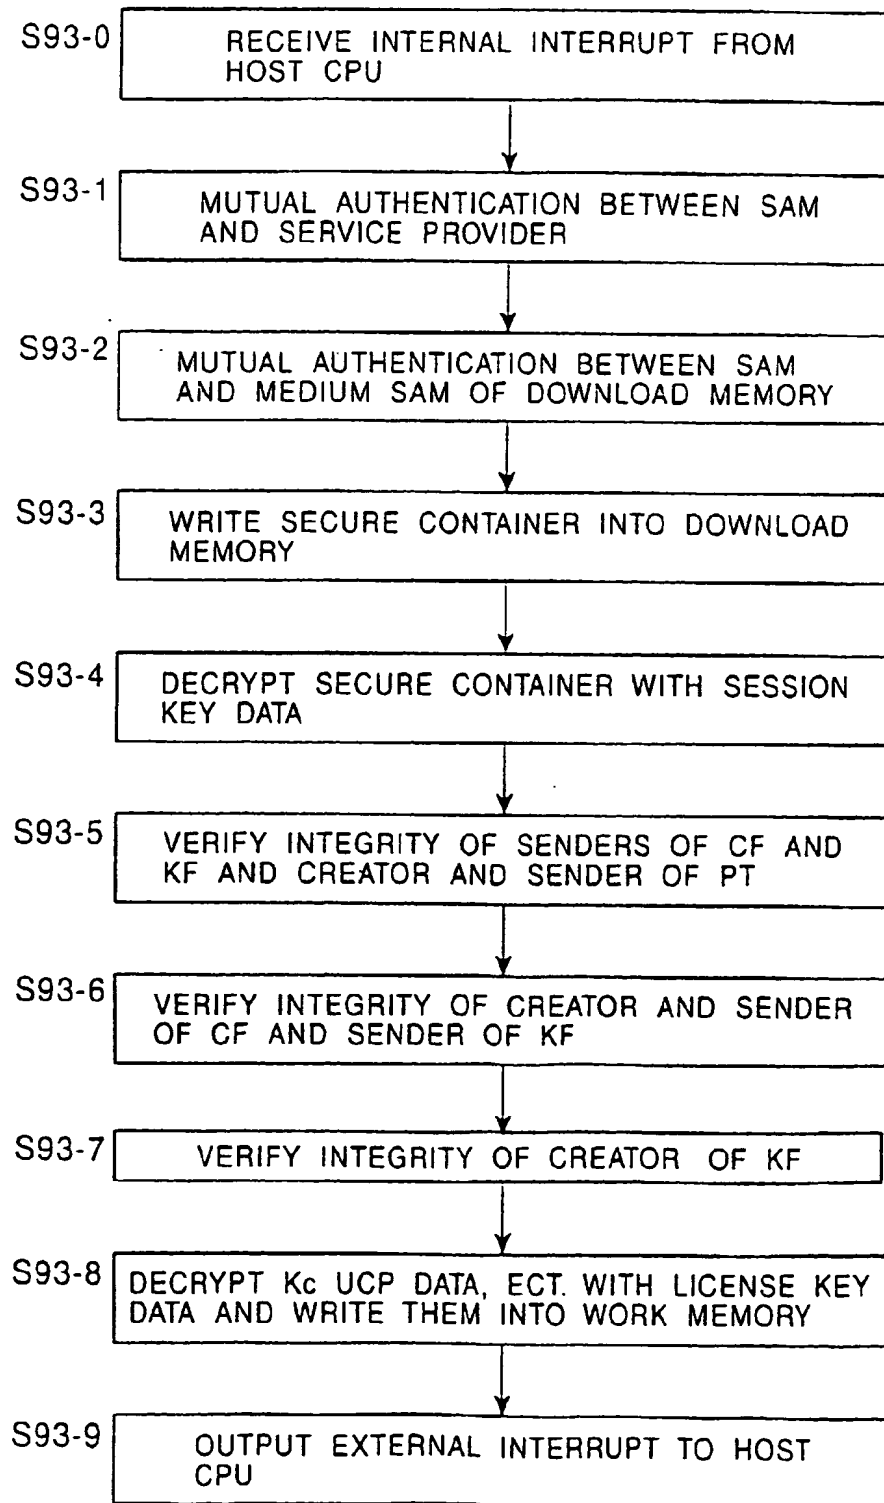 S93-0
RECEIVE INTERNAL INTERRUPT FROM
HOST CPU
S93-1
MUTUAL AUTHENTICATION BETWEEN SAM
AND SERVICE PROVIDER
S93-2
MUTUAL AUTHENTICATION BETWEEN SAM
AND MEDIUM SAM OF DOWNLOAD MEMORY
S93-3
WRITE SECURE CONTAINER INTO DOWNLOAD
MEMORY
S93-4
DECRYPT SECURE CONTAINER WITH SESSION
KEY DATA
S93-5
VERIFY INTEGRITY OF SENDERS OF CF AND
KF AND CREATOR AND SENDER OF PT
S93-6
VERIFY INTEGRITY OF CREATOR AND SENDER
OF CF AND SENDER OF KF
S93-7
VERIFY INTEGRITY OF CREATOR OF KF
S93-8
DECRYPT Kc UCP DATA, ECT. WITH LICENSE KEY
DATA AND WRITE THEM INTO WORK MEMORY
S93-9
OUTPUT EXTERNAL INTERRUPT TO HOST
CPU